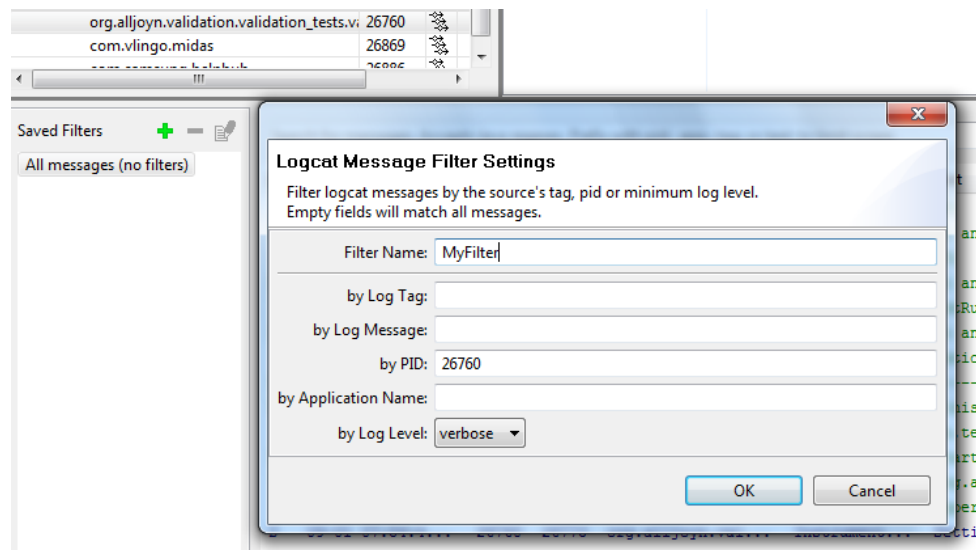 org.alljoyn.validation.validation_tests.va 26760
com.vlingo.midas 26869
Saved Filters
All messages (no filters)
Logcat Message Filter Settings
Filter logcat messages by the source's tag, pid or minimum log level.
Empty fields will match all messages.
Filter Name: MyFilter
by Log Tag:
by Log Message:
by PID: 26760
by Application Name:
by Log Level: verbose
OK Cancel